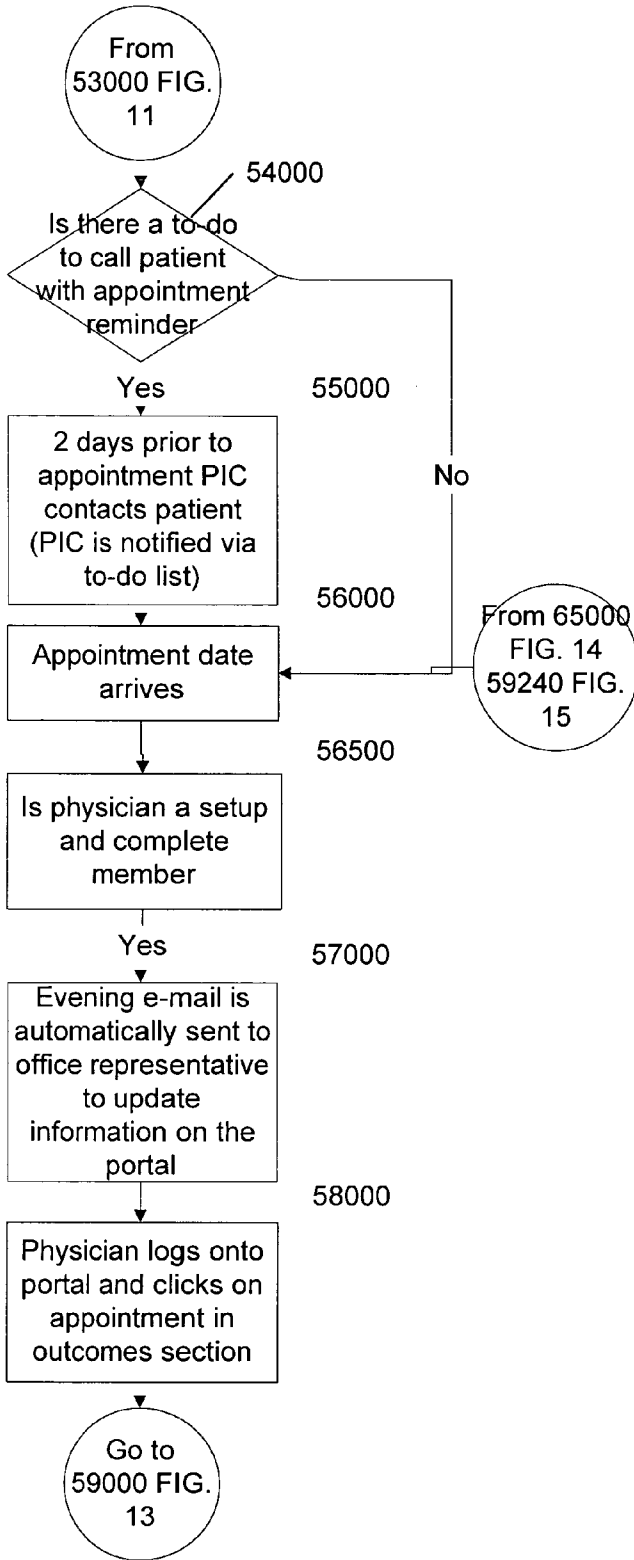 From
53000 FIG.
11
54000
Is there a to-do
to call patient
with appointment
reminder
Yes
55000
2 days prior to
appointment PIC
contacts patient
(PIC is notified via
to-do list)
No
56000
From 65000
FIG. 14
59240 FIG.
15
Appointment date
arrives
56500
Is physician a setup
and complete
member
Yes
57000
Evening e-mail is
automatically sent to
office representative
to update
information on the
portal
58000
Physician logs onto
portal and clicks on
appointment in
outcomes section
Go to
59000 FIG.
13